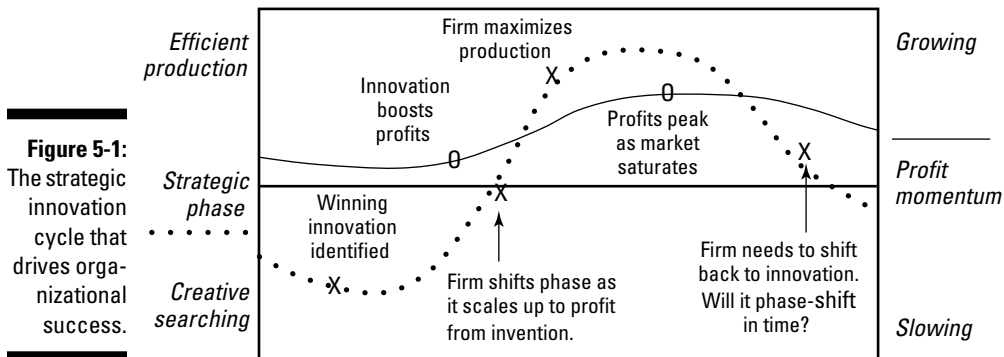 Figure 5-1:
The strategic
innovation
cycle that
drives orga-
nizational
success.
Efficient
production
Strategic
phase
Creative
searching
Firm maximizes
production
X
Innovation
boosts
profits
O
O
Profits peak
as market
saturates
X
X
Winning
innovation
identified
X
Firm shifts phase as
it scales up to profit
from invention.
Firm needs to shift
back to innovation.
Will it phase-shift
in time?
Growing
Profit
momentum
Slowing